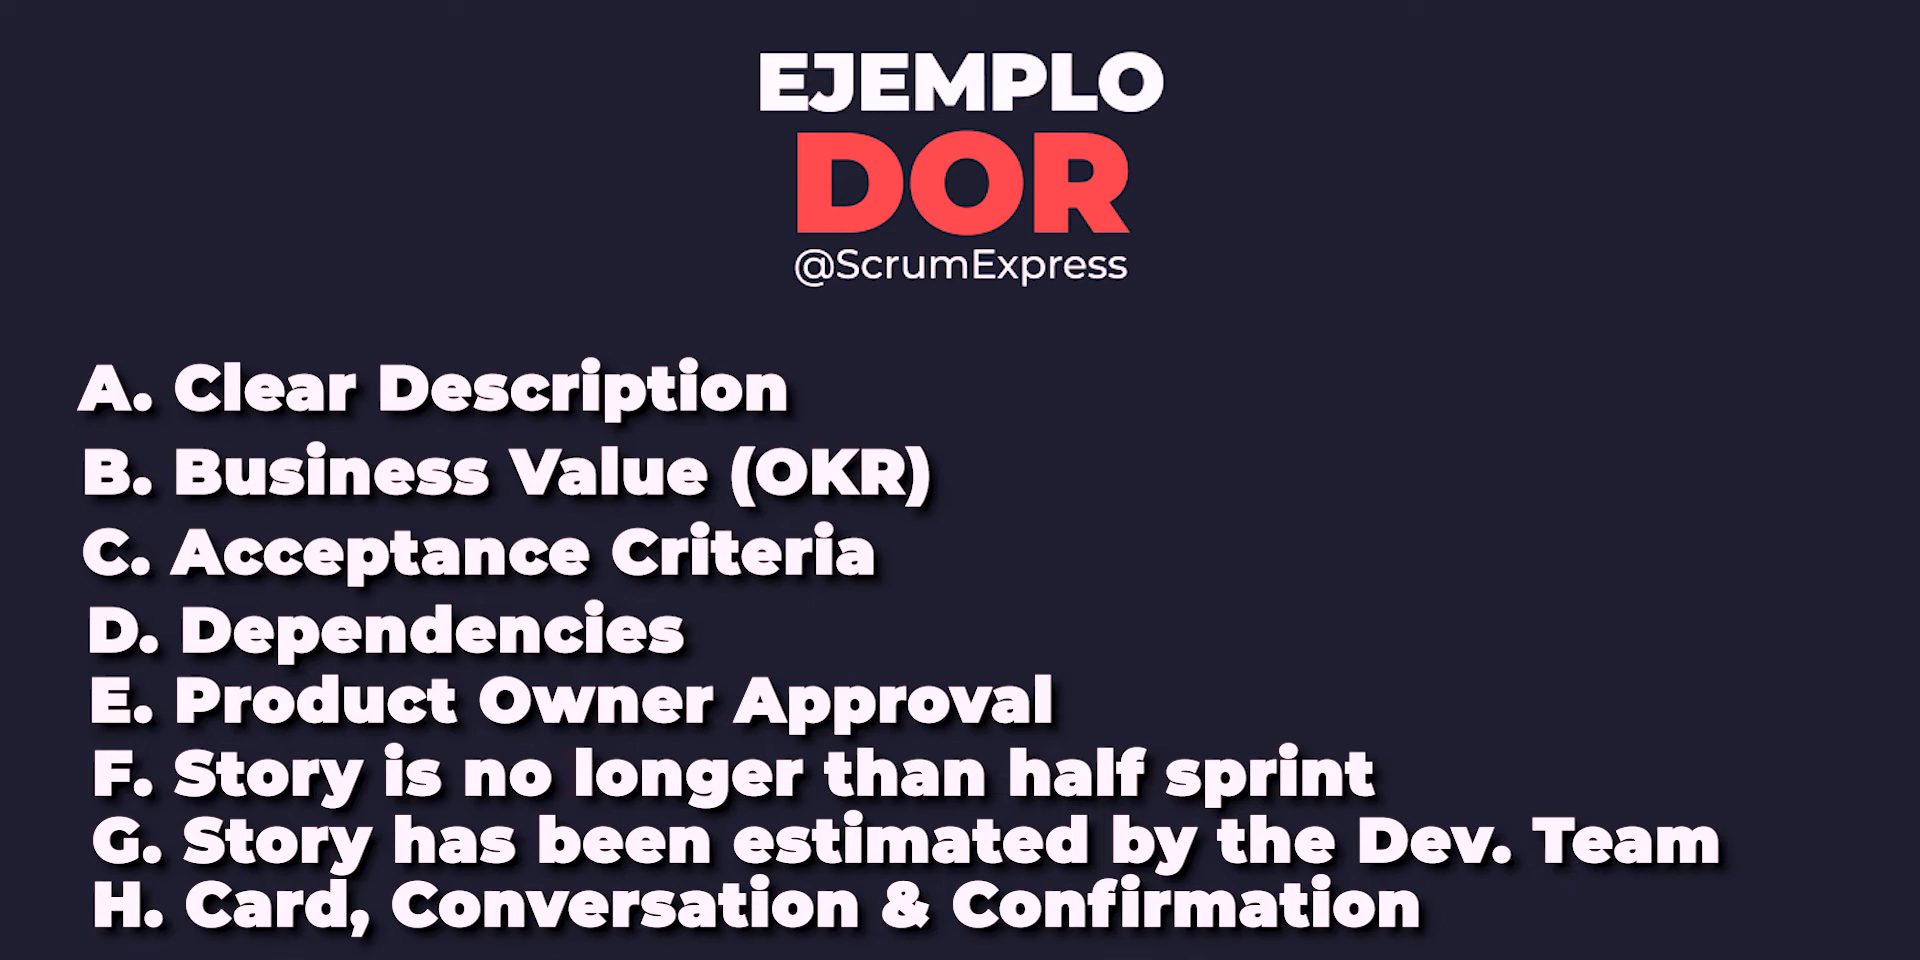 EJEMPLO
DOR
@ScrumExpress
A. Clear Description
B. Business Value (OKR)
C. Acceptance Criteria
D. Dependencies
E. Product Owner Approval
F. Story is no longer than half sprint
G. Story has been estimated by the Dev. Team
H. Card, Conversation & Confirmation